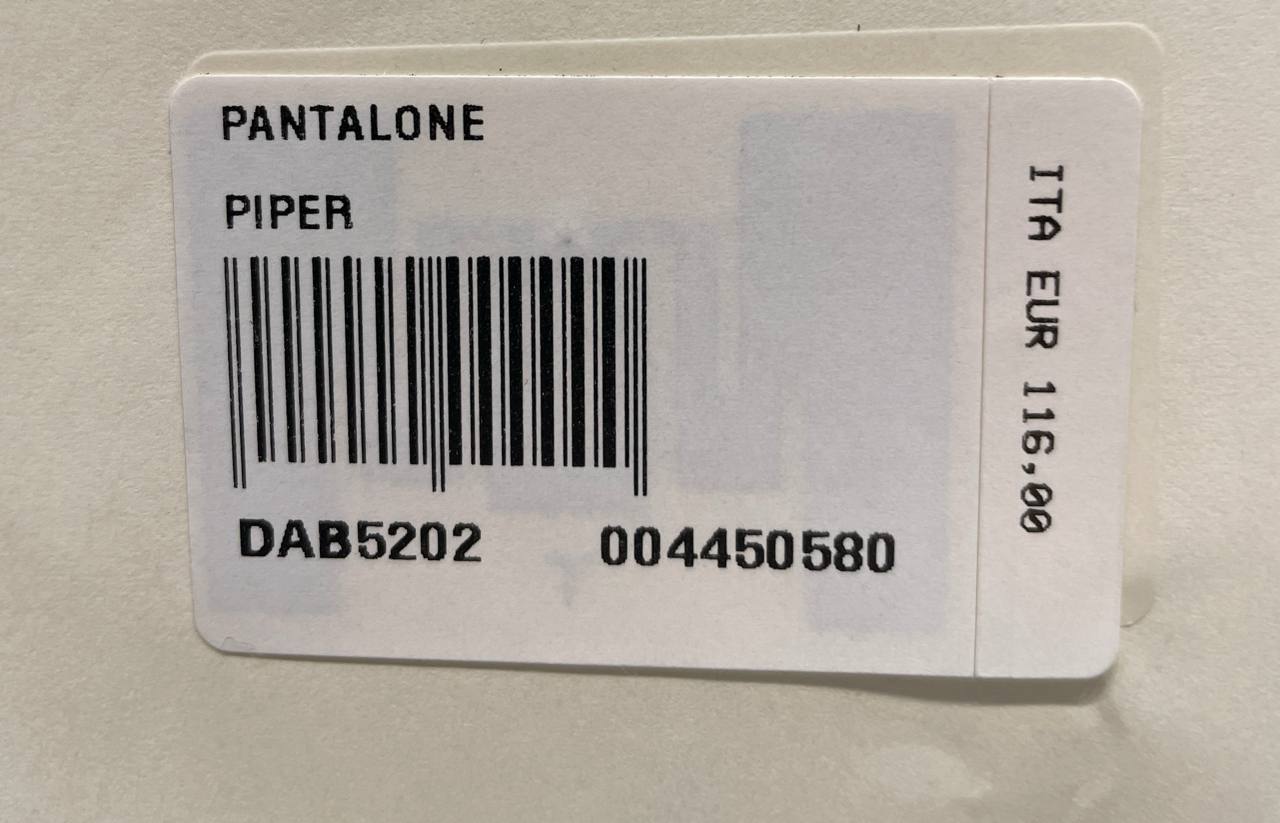 PANTALONE
PIPER
DAB5202 004450580
ITA EUR 116,00